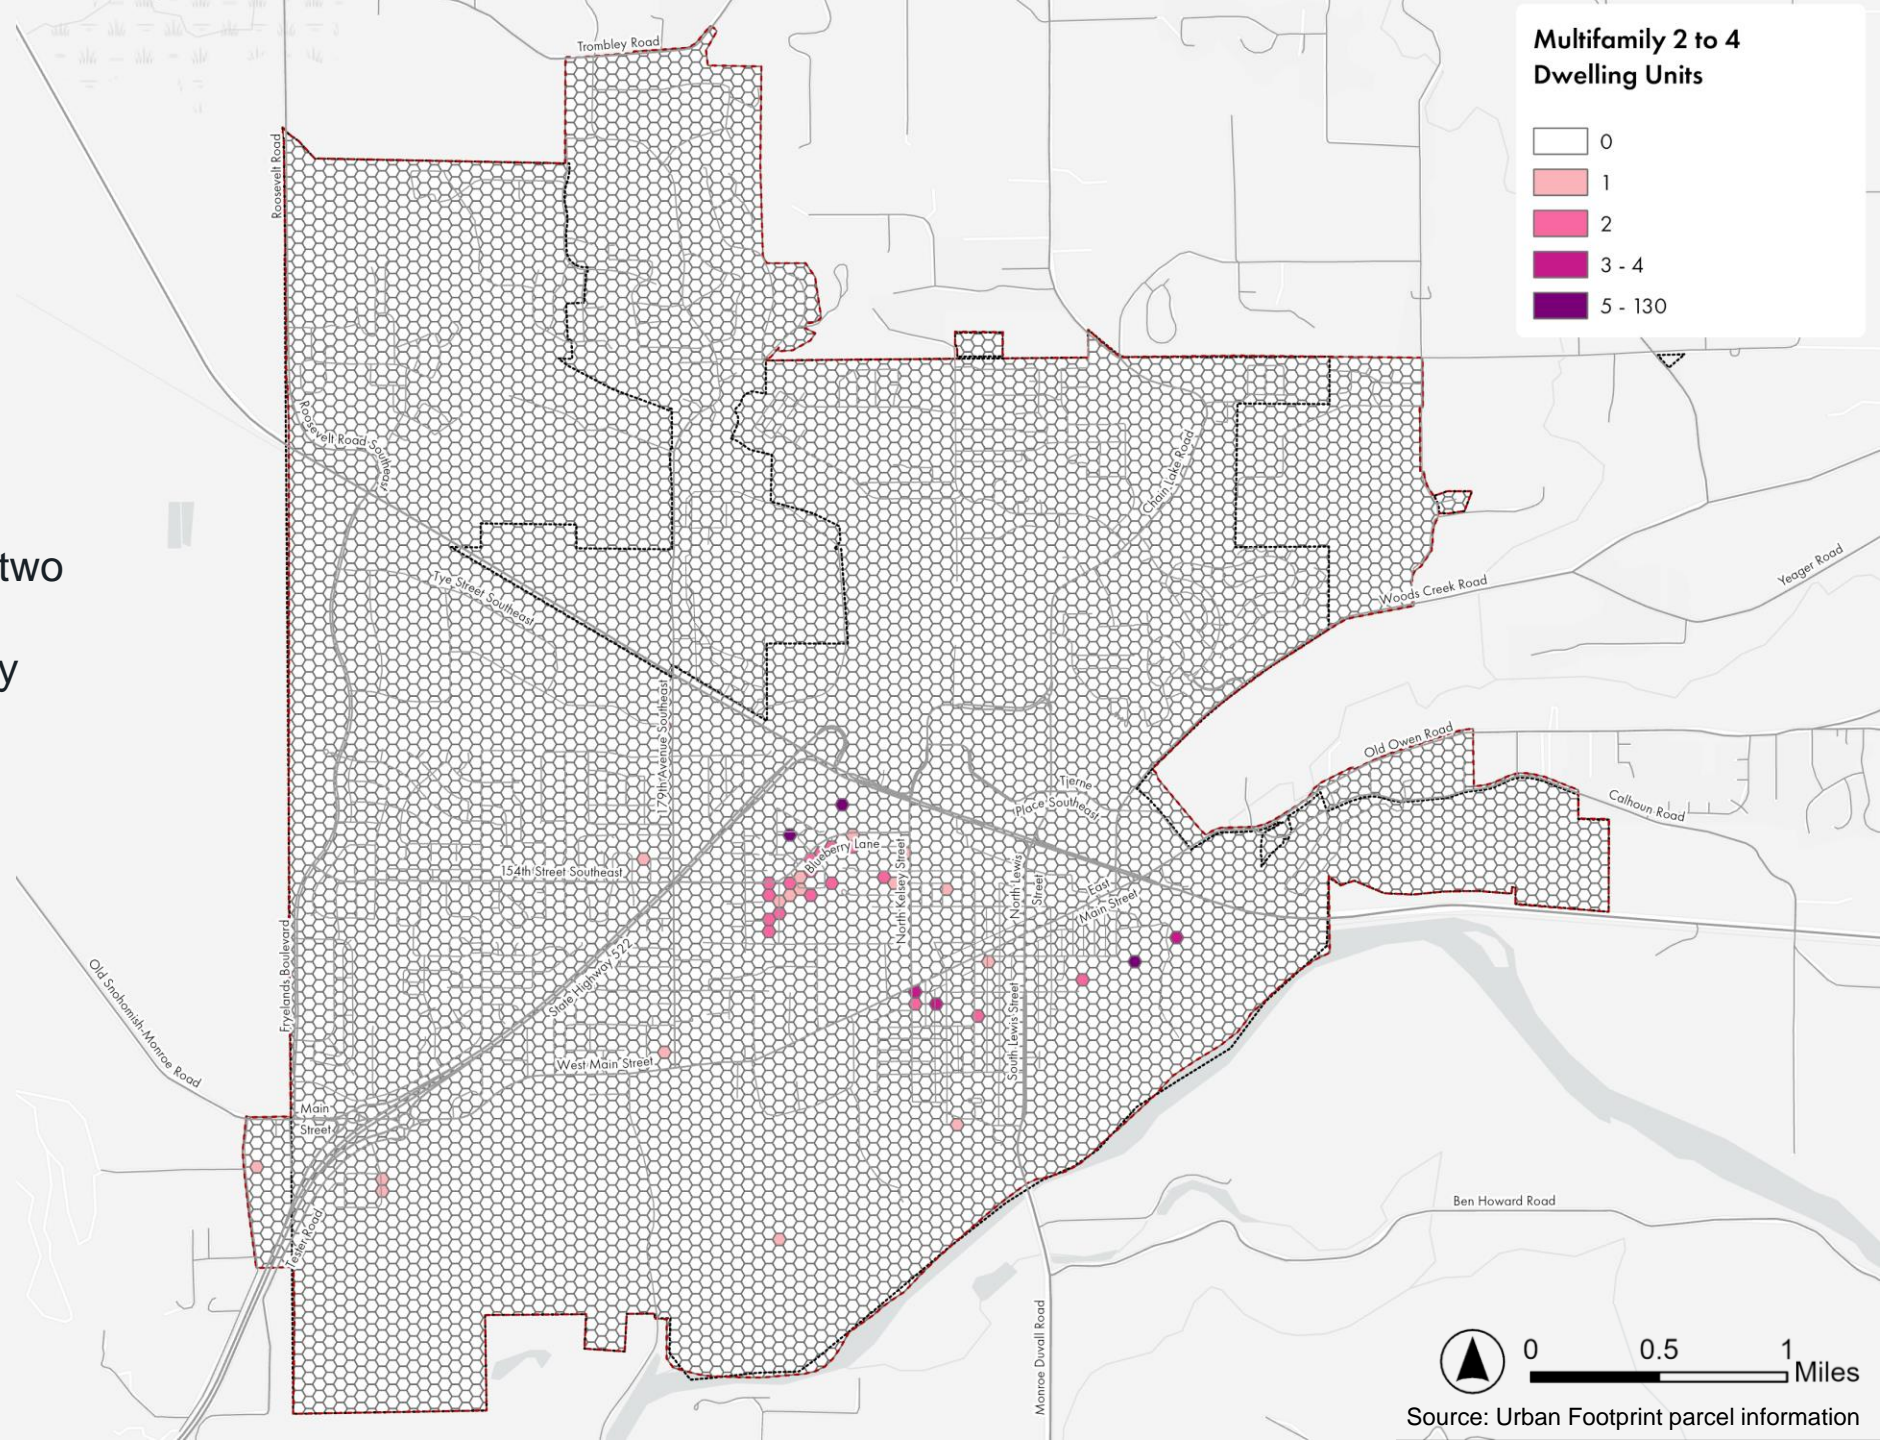 Multifamily 2 to 4
Dwelling Units
0
1
2
3 - 4
5 - 130
Trombley Road
Roosevelt Road
Roosevelt Road Southeast
Chain Lake Road
two
Yeager Road
Woods Creek Road
Tye Street Southeast
y
179th Avenue Southeast
Old Owen Road
Tjerne
Place Southeast
Calhoun Road
Blueberry Lane
154th Street Southeast
North Kelsey Street
North Lewis
Street
East
Main Street
Fryelands Boulevard
State Highway 522
Old Snohomish-Monroe Road
South Lewis Street
West Main Street
Main
Street
Tester Road
Ben Howard Road
Monroe Duvall Road
0 0.5 1
Miles
Source: Urban Footprint parcel information